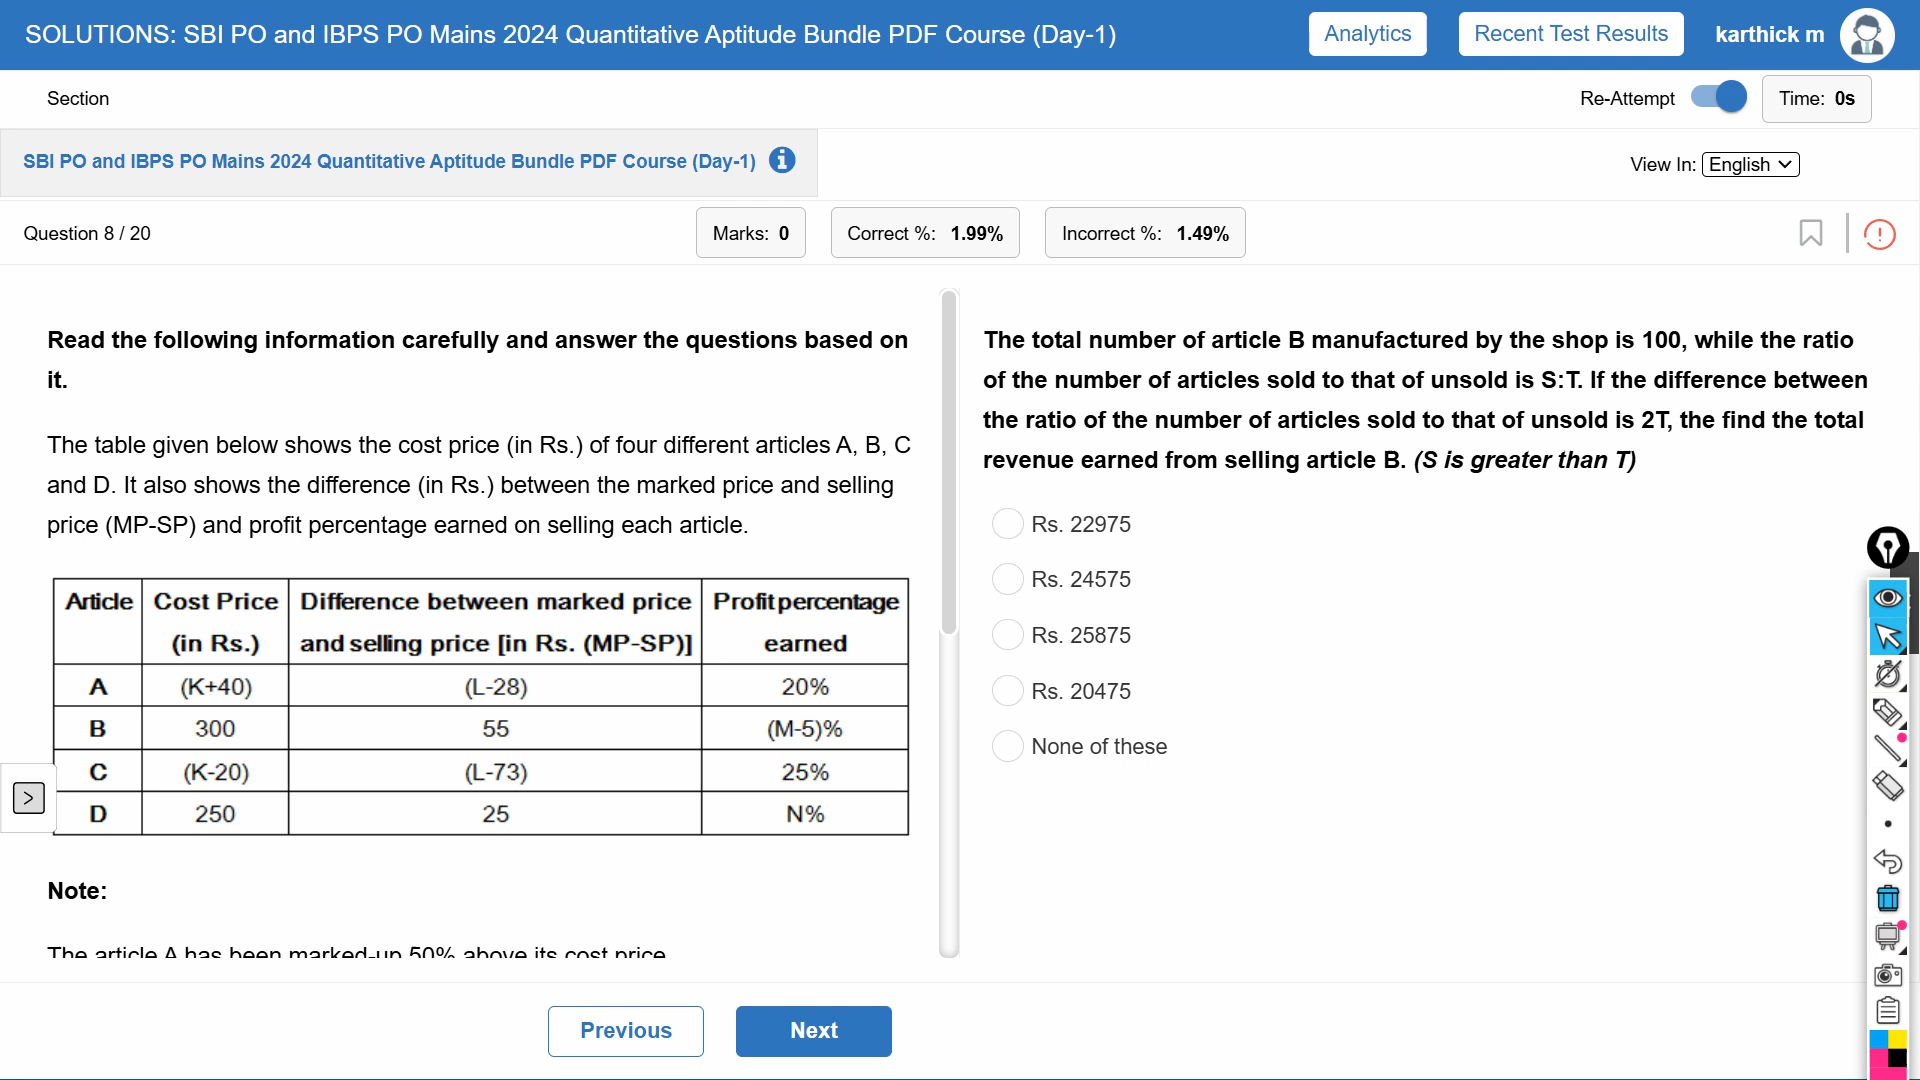 SOLUTIONS: SBI PO and IBPS PO Mains 2024 Quantitative Aptitude Bundle PDF Course (Day-1)
Analytics
Recent Test Results
karthick m
Section
Re-Attempt
Time: 0s
SBI PO and IBPS PO Mains 2024 Quantitative Aptitude Bundle PDF Course (Day-1)
View In: English
Question 8 / 20
Marks: 0
Correct %: 1.99%
Incorrect %: 1.49%
Read the following information carefully and answer the questions based on
it.
The table given below shows the cost price (in Rs.) of four different articles A, B, C
and D. It also shows the difference (in Rs.) between the marked price and selling
price (MP-SP) and profit percentage earned on selling each article.
Article Cost Price Difference between marked price Profit percentage
(in Rs.) and selling price [in Rs. (MP-SP)] earned
A (K+40) (L-28) 20%
B 300 55 (M-5)%
C (K-20) (L-73) 25%
D 250 25 N%
Note:
The article A has been marked-up 50% above its cost price
The total number of article B manufactured by the shop is 100, while the ratio
of the number of articles sold to that of unsold is S:T. If the difference between
the ratio of the number of articles sold to that of unsold is 2T, the find the total
revenue earned from selling article B. (S is greater than T)
Rs. 22975
Rs. 24575
Rs. 25875
Rs. 20475
None of these
>
Previous
Next